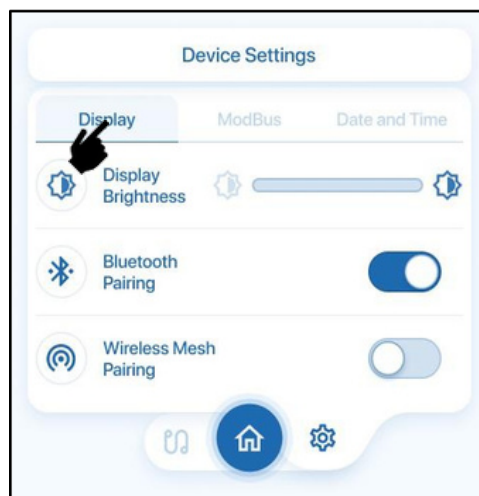 Device Settings
Display ModBus Date and Time
Display
Brightness
Bluetooth
Pairing
Wireless Mesh
Pairing